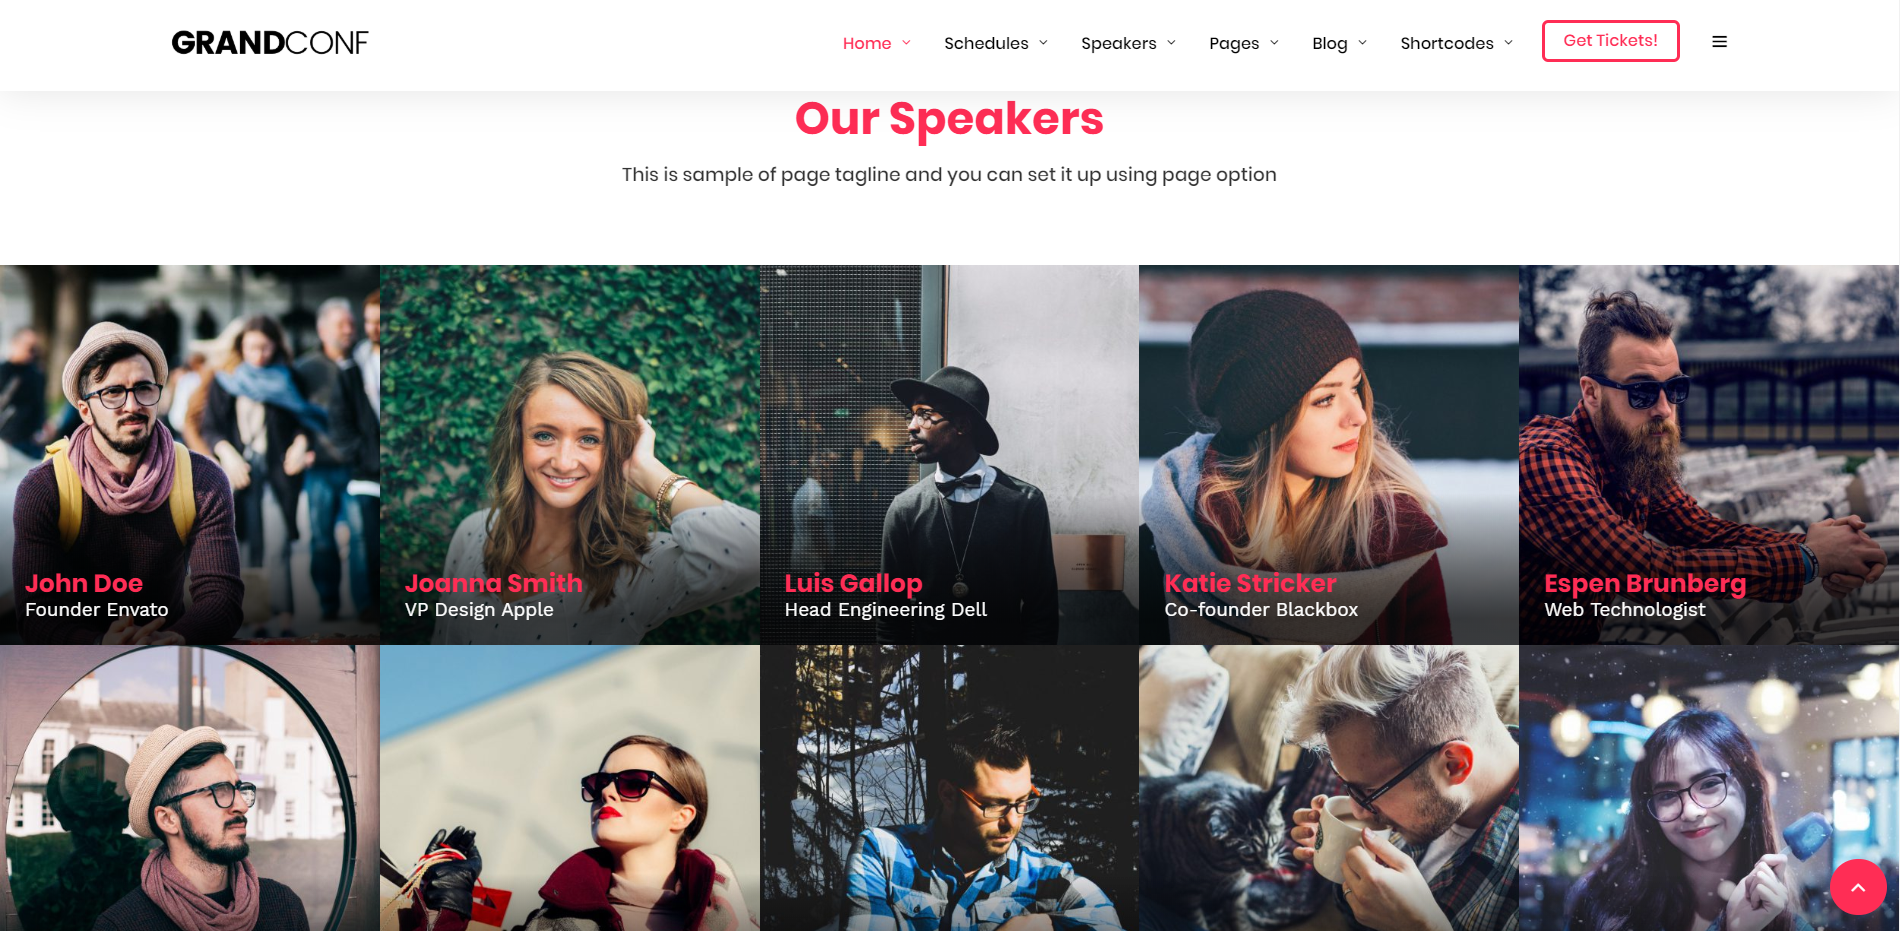 GRANDCONF
Home Schedules Speakers Pages Blog Shortcodes Get Tickets!
Our Speakers
This is sample of page tagline and you can set it up using page option
John Doe
Founder Envato
Joanna Smith
VP Design Apple
Luis Gallop
Head Engineering Dell
Katie Stricker
Co-founder Blackbox
Espen Brunberg
Web Technologist